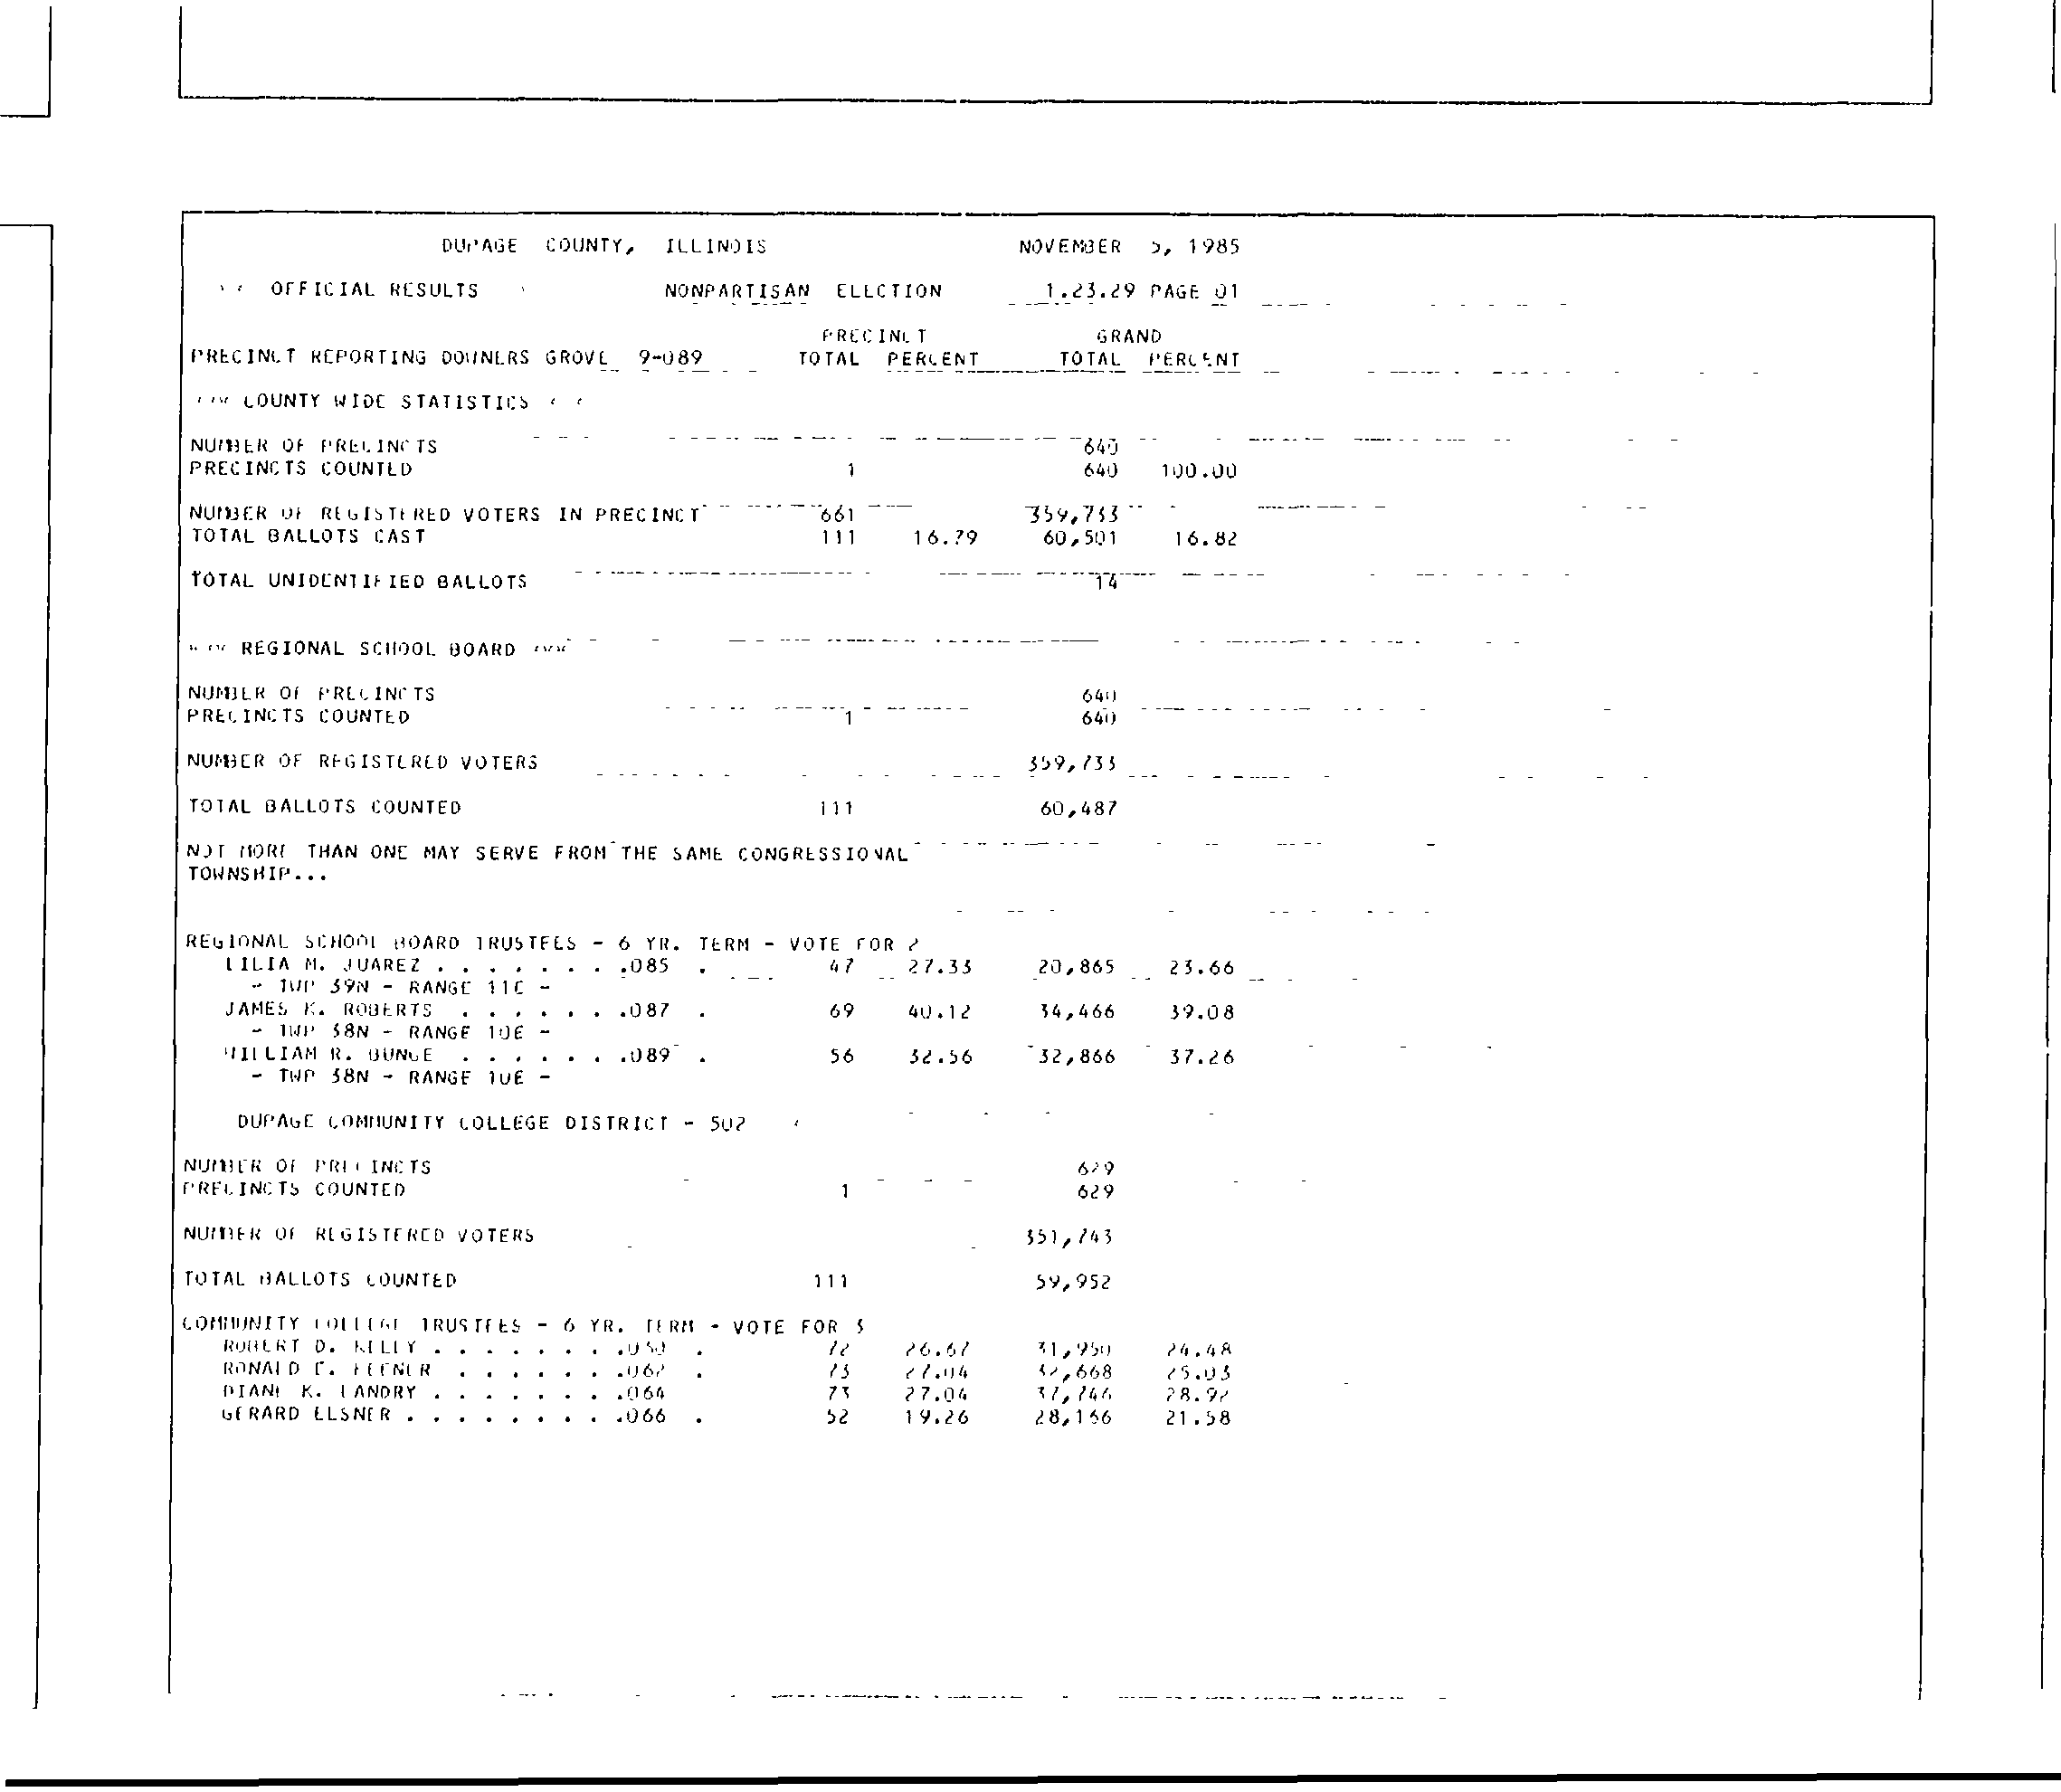 DUPAGE COUNTY, ILLINOIS NOVEMBER 5, 1985
OFFICIAL RESULTS NONPARTISAN ELECTION 1.23.29 PAGE 01
PRECINCT GRAND
PRECINCT REPORTING DOWNERS GROVE 9-089 TOTAL PERCENT TOTAL PERCENT
COUNTY WIDE STATISTICS
NUMBER OF PRECINCTS 640
PRECINCTS COUNTED 1 640 100.00
NUMBER OF REGISTERED VOTERS IN PRECINCT 661 359,733
TOTAL BALLOTS CAST 111 16.79 60,501 16.82
TOTAL UNIDENTIFIED BALLOTS 14
*** REGIONAL SCHOOL BOARD ***
NUMBER OF PRECINCTS 640
PRECINCTS COUNTED 1 640
NUMBER OF REGISTERED VOTERS 359,733
TOTAL BALLOTS COUNTED 111 60,487
NOT MORE THAN ONE MAY SERVE FROM THE SAME CONGRESSIONAL
TOWNSHIP...
REGIONAL SCHOOL BOARD TRUSTEES - 6 YR. TERM - VOTE FOR 2
LILIA M. JUAREZ . . . . . . . .085 . 47 27.33 20,865 23.66
- TWP 39N - RANGE 11E -
JAMES K. ROBERTS . . . . . . .087 . 69 40.12 34,466 39.08
- TWP 38N - RANGE 10E -
WILLIAM R. BUNGE . . . . . . .089 . 56 32.56 32,866 37.26
- TWP 38N - RANGE 10E -
DUPAGE COMMUNITY COLLEGE DISTRICT - 502
NUMBER OF PRECINCTS 629
PRECINCTS COUNTED 1 629
NUMBER OF REGISTERED VOTERS 351,743
TOTAL BALLOTS COUNTED 111 59,952
COMMUNITY COLLEGE TRUSTEES - 6 YR. TERM - VOTE FOR 3
ROBERT D. KELLY . . . . . . . . 72 26.67 31,950 24.48
RONALD E. KEENER . . . . . . .062 . 73 27.04 32,668 25.03
DIANE K. LANDRY . . . . . . . .064 73 27.04 37,746 28.92
GERARD ELSNER . . . . . . . . .066 . 52 19.26 28,166 21.58